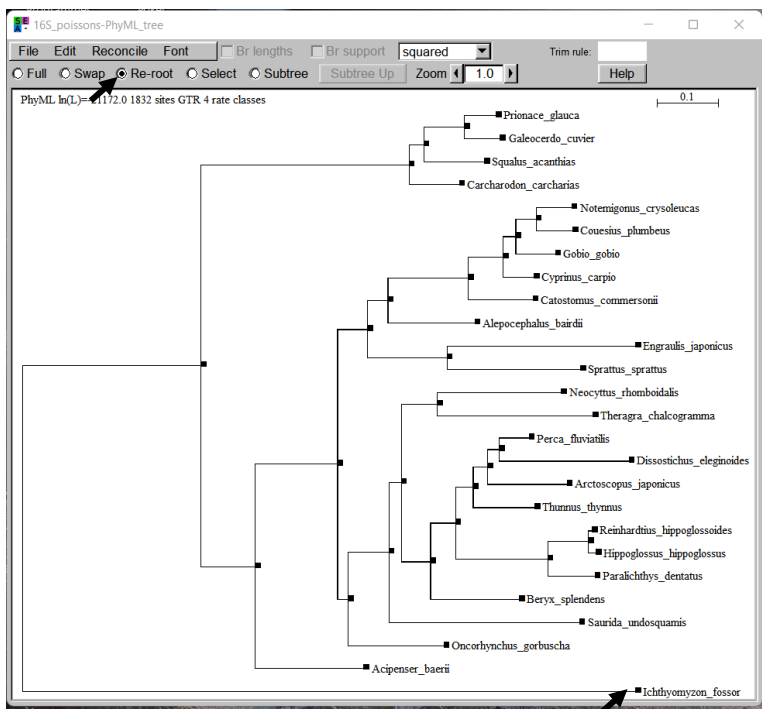 16S_poissons-PhyML_tree
File Edit Reconcile Font Br lengths Br support squared Trim rule:
Full Swap Re-root Select Subtree Subtree Up Zoom 1.0 Help
PhyML ln(L)=-21172.0 1832 sites GTR 4 rate classes
0.1
Prionace_glauca
Galeocerdo_cuvier
Squalus_acanthias
Carcharodon_carcharias
Notemigonus_crysoleucas
Couesius_plumbeus
Gobio_gobio
Cyprinus_carpio
Catostomus_commersonii
Alepocephalus_bairdii
Engraulis_japonicus
Sprattus_sprattus
Neocyttus_rhomboidalis
Theragra_chalcogramma
Perca_fluviatilis
Dissostichus_eleginoides
Arctoscopus_japonicus
Thunnus_thynnus
Reinhardtius_hippoglossoides
Hippoglossus_hippoglossus
Paralichthys_dentatus
Beryx_splendens
Saurida_undosquamis
Oncorhynchus_gorbuscha
Acipenser_baerii
Ichthyomyzon_fossor